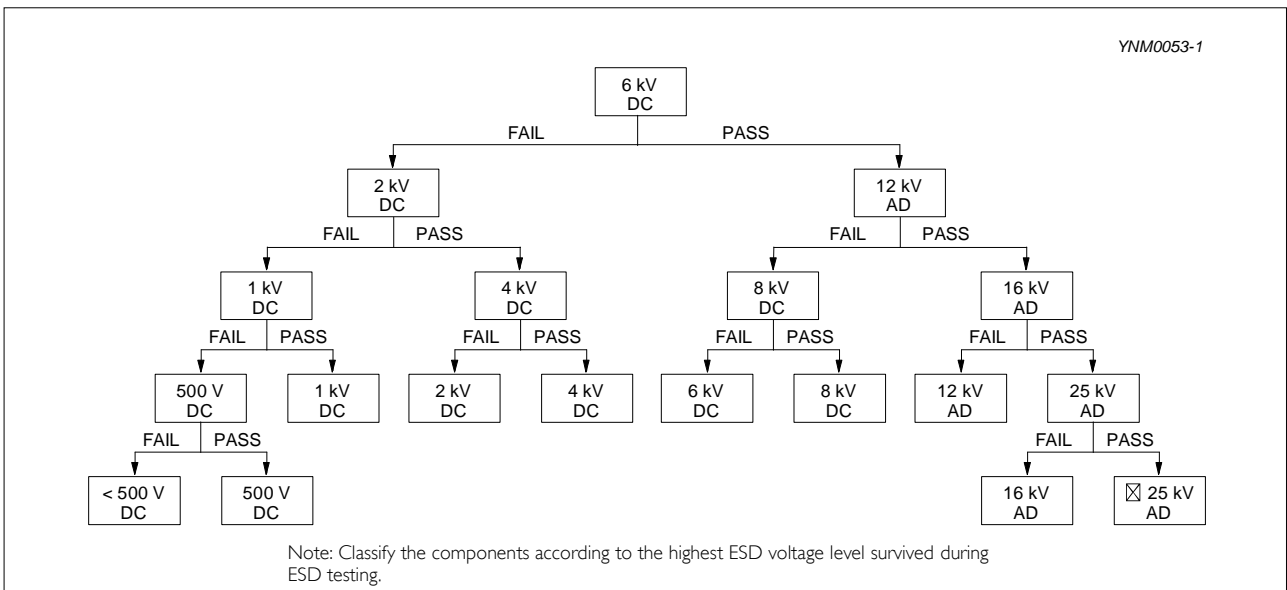 YNM0053-1
6 kV
DC
FAIL PASS
2 kV
DC
12 kV
AD
FAIL PASS
FAIL PASS
1 kV
DC
4 kV
DC
8 kV
DC
16 kV
AD
FAIL PASS
FAIL PASS
FAIL PASS
FAIL PASS
500 V
DC
1 kV
DC
2 kV
DC
4 kV
DC
6 kV
DC
8 kV
DC
12 kV
AD
25 kV
AD
FAIL PASS
FAIL PASS
< 500 V
DC
500 V
DC
16 kV
AD
☒ 25 kV
AD
Note: Classify the components according to the highest ESD voltage level survived during
ESD testing.